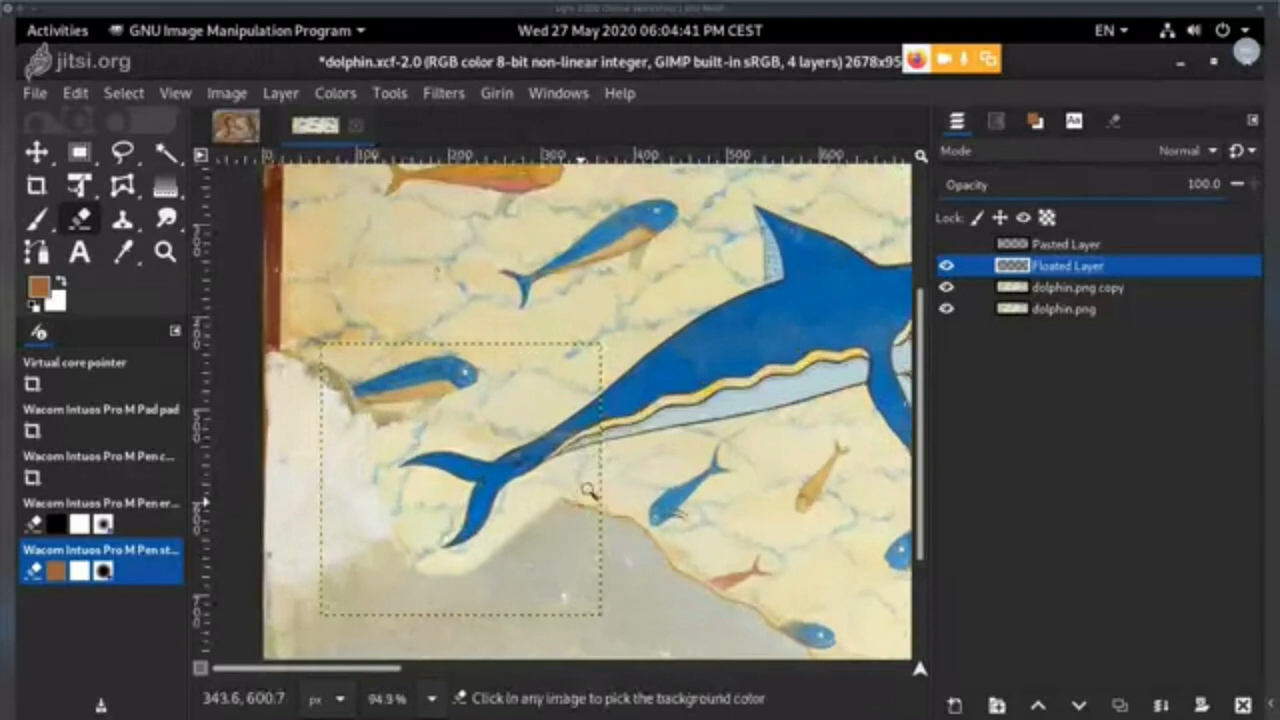 Activities GNU Image Manipulation Program Wed 27 May 2020 06:04:41 PM CEST EN
jitsi.org *dolphin.xcf-2.0 (RGB color 8-bit non-linear integer, GIMP built-in sRGB, 4 layers) 2678x95
File Edit Select View Image Layer Colors Tools Filters Girin Windows Help
0 100 200 300 400 500 600
Mode Normal
Opacity 100.0
Lock:
Pasted Layer
Floated Layer
dolphin.png copy
dolphin.png
A
Aa
Virtual core pointer
Wacom Intuos Pro M Pad pad
Wacom Intuos Pro M Pen c...
Wacom Intuos Pro M Pen er...
Wacom Intuos Pro M Pen st...
343.6, 600.7 px 94.9 % Click in any image to pick the background color